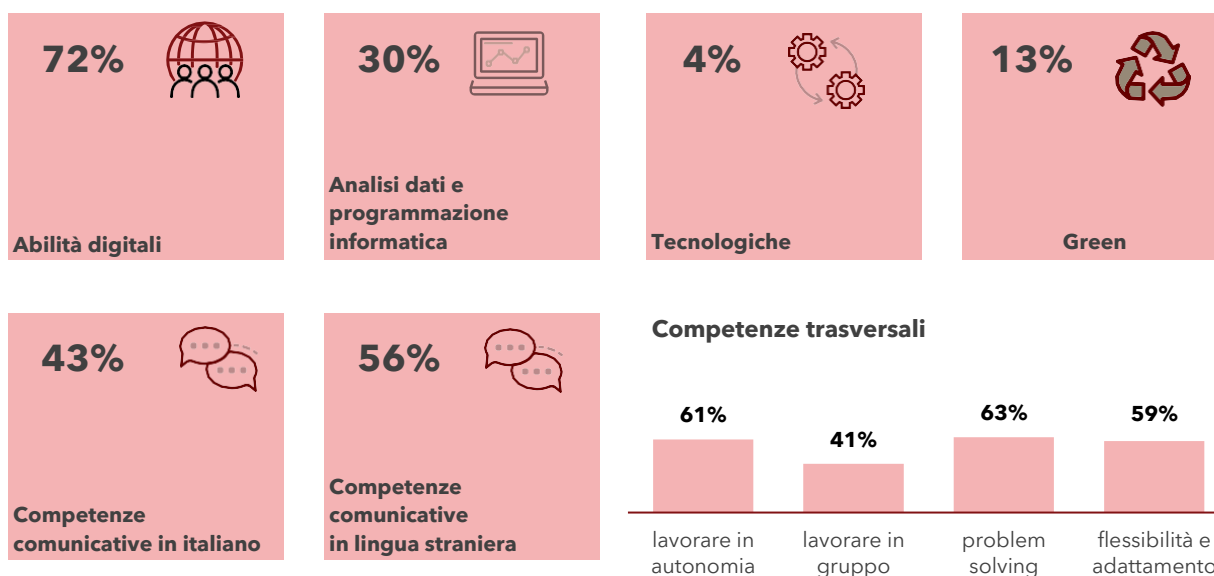 72%
Abilità digitali
30%
Analisi dati e
programmazione
informatica
4%
Tecnologiche
13%
Green
43%
Competenze
comunicative in italiano
56%
Competenze
comunicative
in lingua straniera
Competenze trasversali
61%
41%
63%
59%
lavorare in
autonomia
lavorare in
gruppo
problem
solving
flessibilità e
adattamento